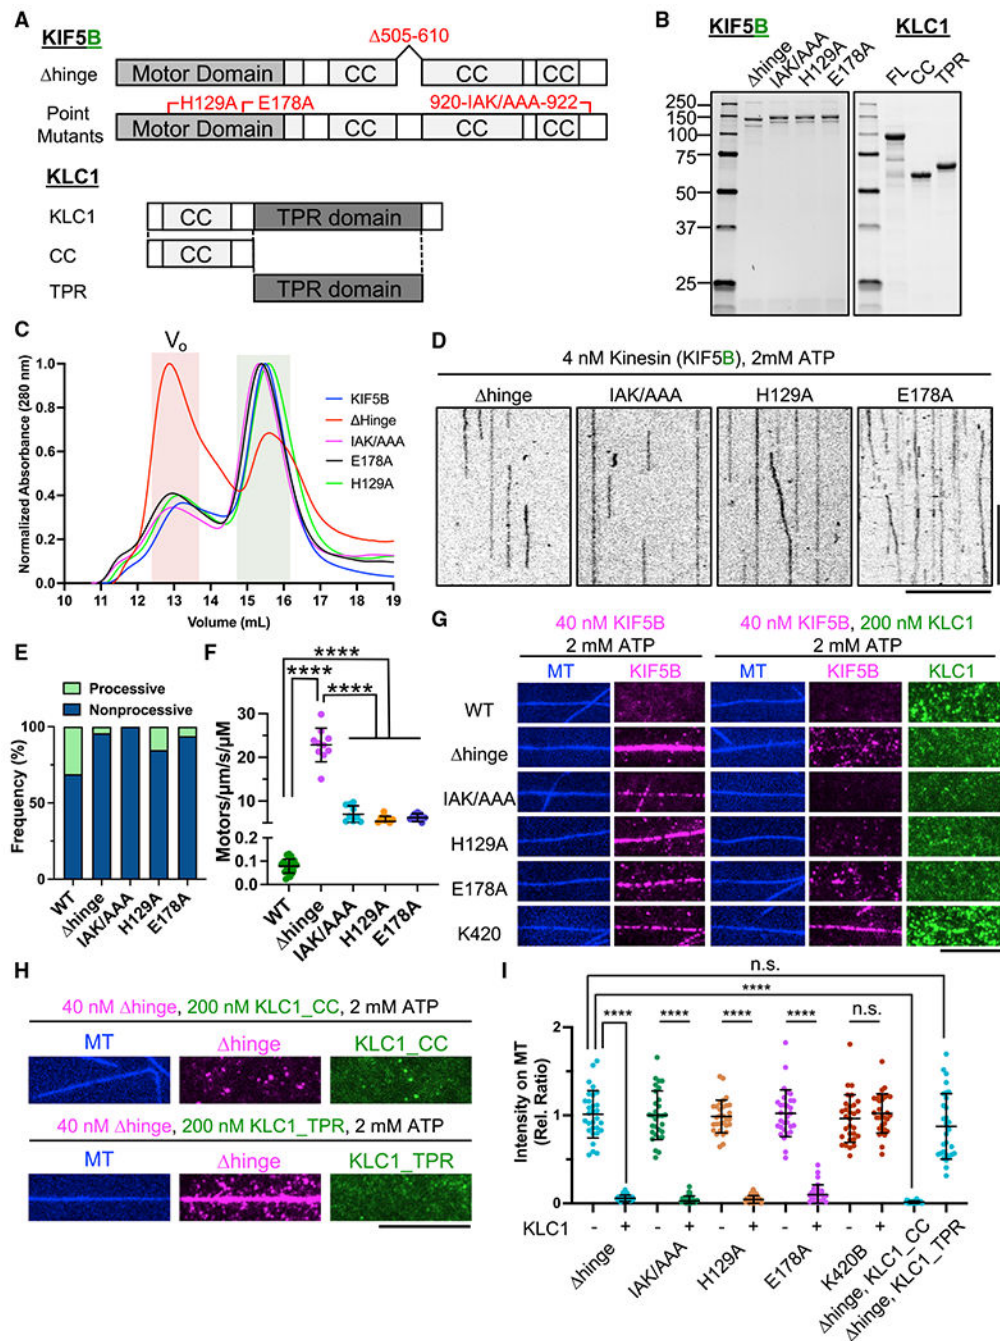 A
KIF5B
Δ505-610
Δhinge
Motor Domain
CC
CC
CC
H129A
E178A
920-IAK/AAA-922
Point
Mutants
Motor Domain
CC
CC
CC
KLC1
KLC1
CC
TPR domain
CC
CC
TPR
TPR domain
B
KIF5B
KLC1
Δhinge
IAK/AAA
H129A
E178A
FL
CC
TPR
250
150
100
75
50
37
25
C
Vo
Normalized Absorbance (280 nm)
1.0
0.8
0.6
0.4
0.2
0.0
10 11 12 13 14 15 16 17 18 19
Volume (mL)
KIF5B
ΔHinge
IAK/AAA
E178A
H129A
D
4 nM Kinesin (KIF5B), 2mM ATP
Δhinge IAK/AAA H129A E178A
E
Processive
Nonprocessive
Frequency (%)
100
50
0
WT
Δhinge
IAK/AAA
H129A
E178A
F
****
****
****
Motors/μm/s/μM
30
20
10
0.2
0.1
0.0
WT
Δhinge
IAK/AAA
H129A
E178A
G
40 nM KIF5B
2 mM ATP
40 nM KIF5B, 200 nM KLC1
2 mM ATP
MT KIF5B MT KIF5B KLC1
WT
Δhinge
IAK/AAA
H129A
E178A
K420
H
40 nM Δhinge, 200 nM KLC1_CC, 2 mM ATP
MT Δhinge KLC1_CC
40 nM Δhinge, 200 nM KLC1_TPR, 2 mM ATP
MT Δhinge KLC1_TPR
I
n.s.
****
**** **** **** **** n.s.
Intensity on MT
(Rel. Ratio)
2
1
0
KLC1 - + - + - + - + - +
Δhinge
IAK/AAA
H129A
E178A
K420B
Δhinge, KLC1_CC
Δhinge, KLC1_TPR